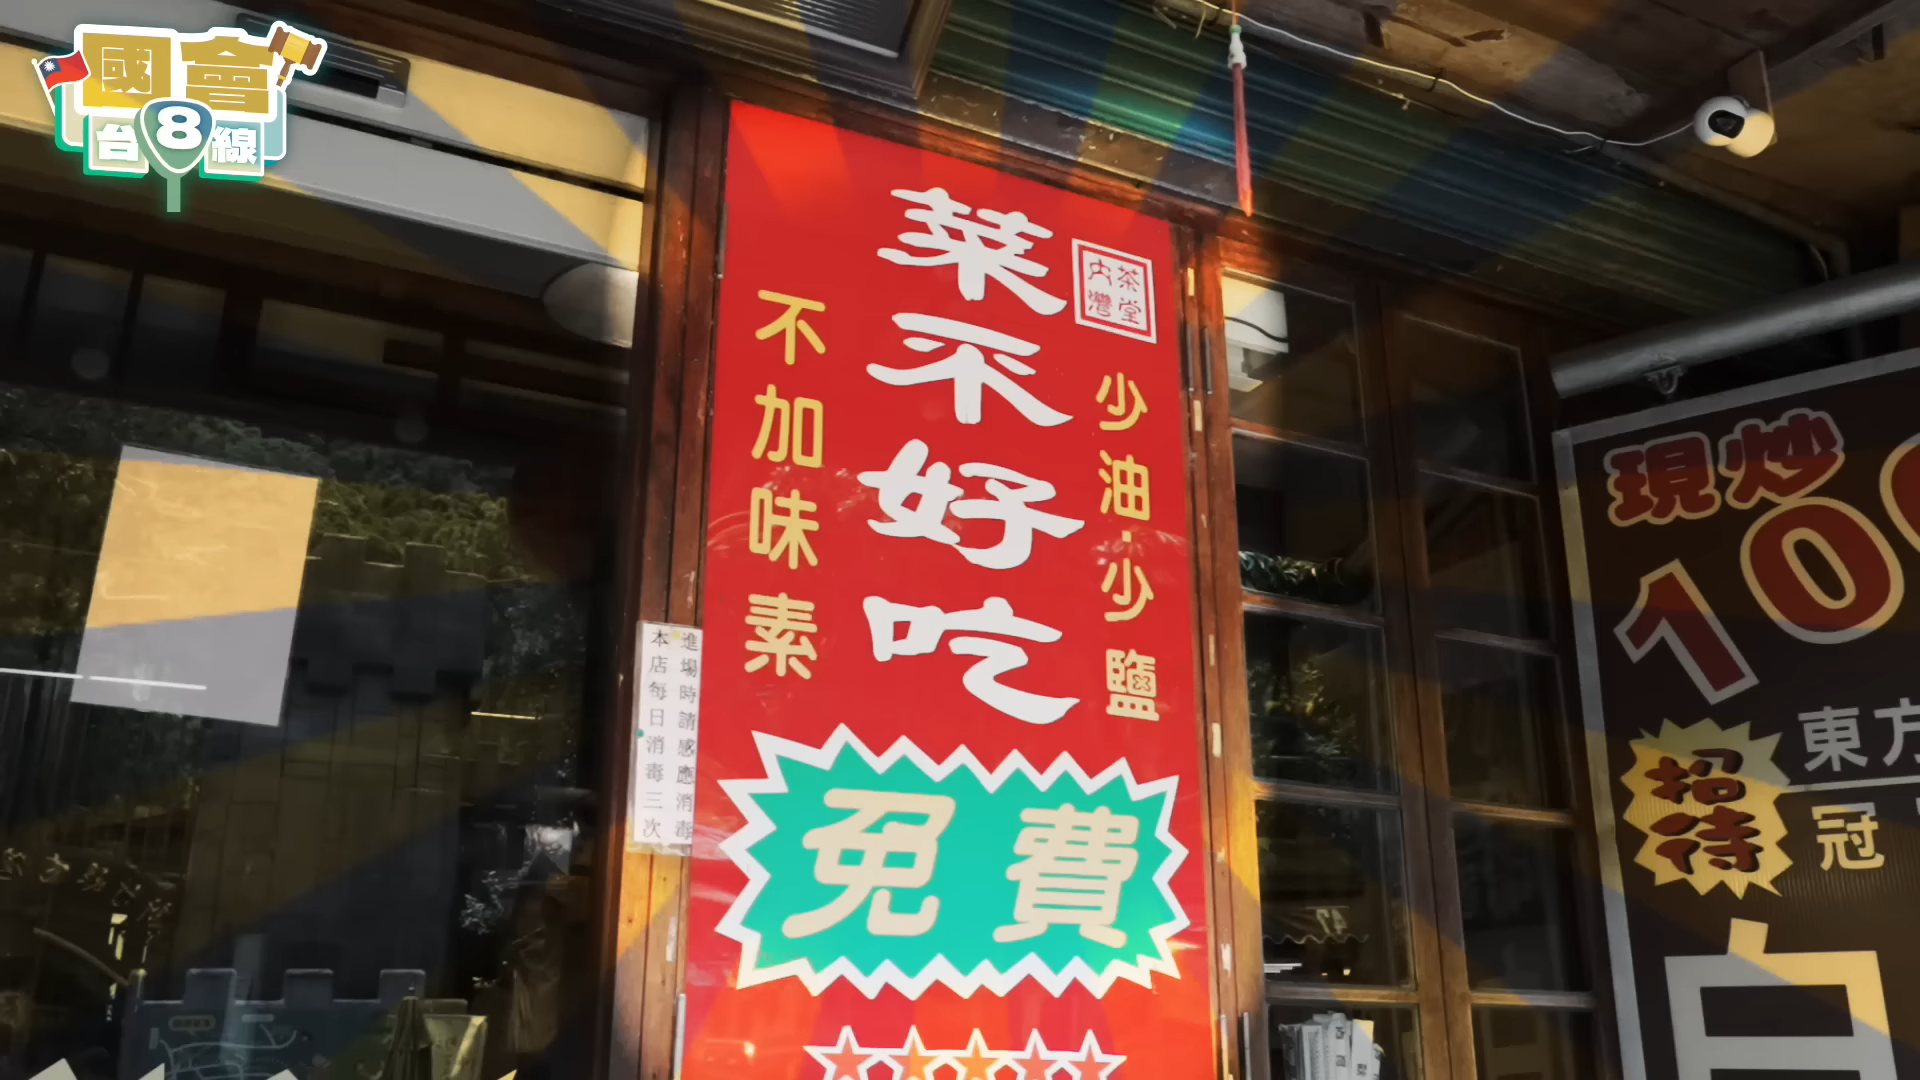 國會
台8線
內灣
茶堂
少油·少鹽
菜不好吃
不加味素
免費
進場時請感應消毒
本店每日消毒三次
現炒
招待
東方
冠